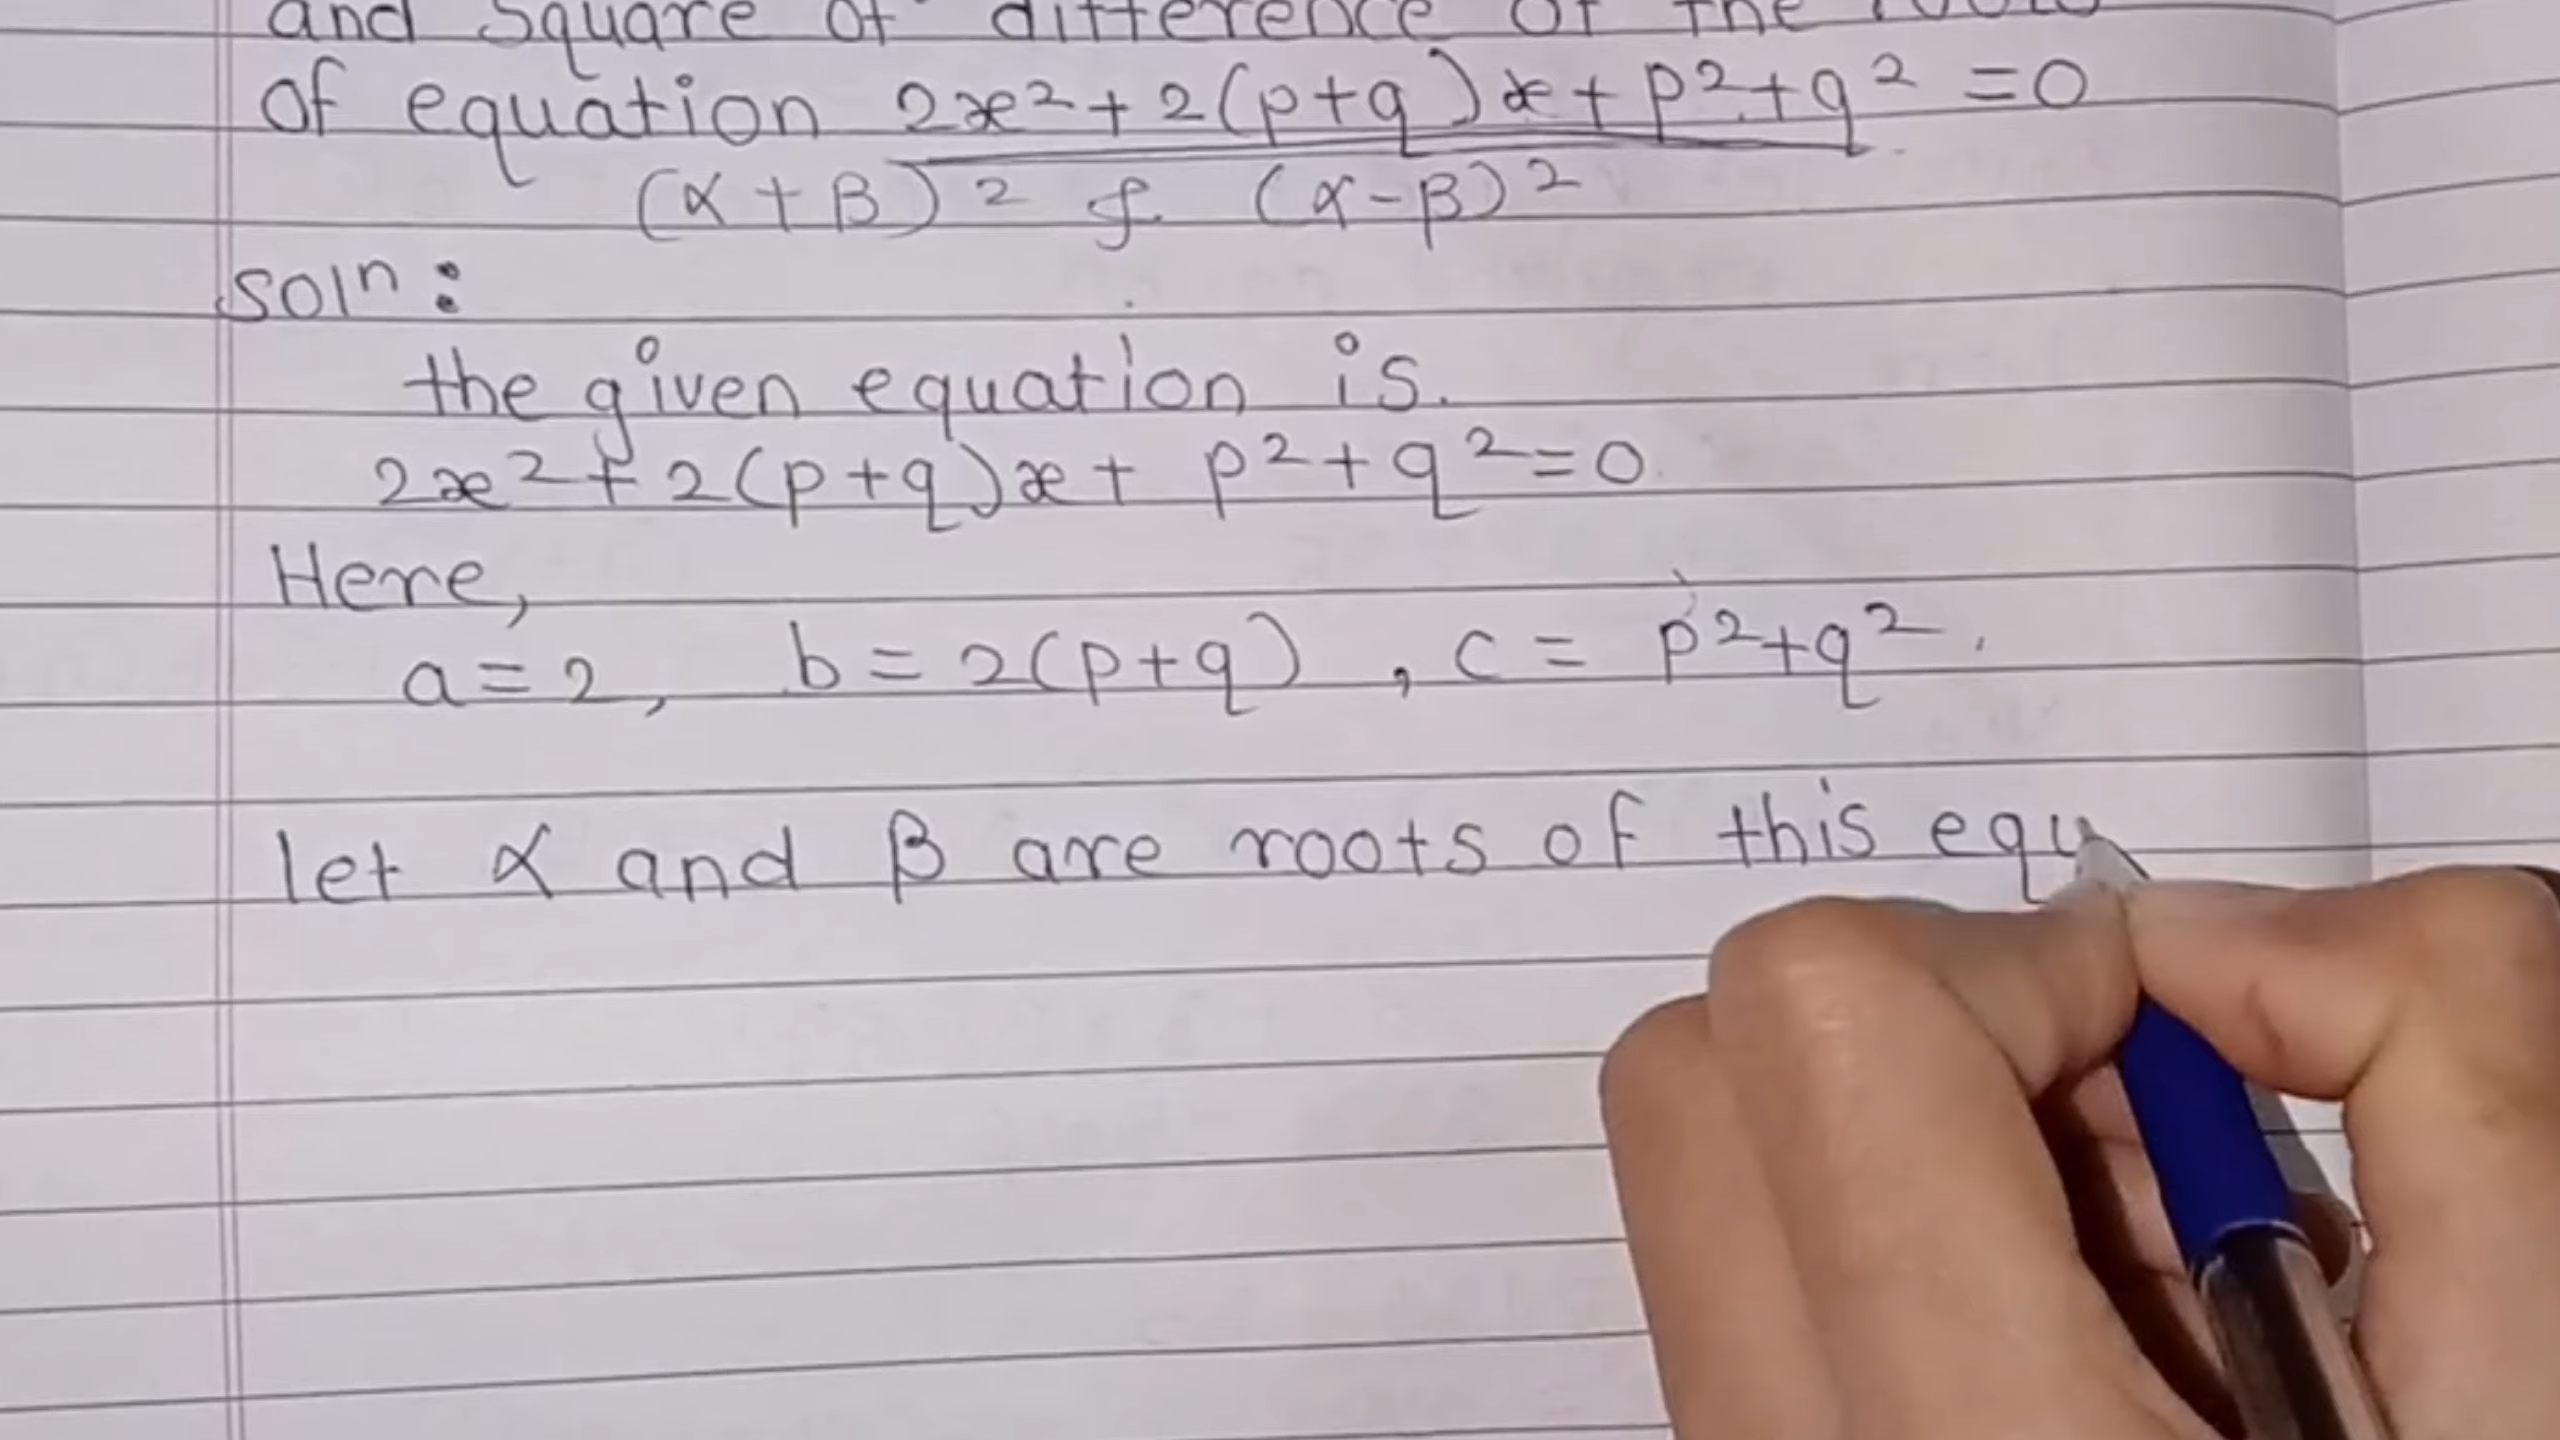 and square of difference of the roots
of equation 2x²+2(p+q)x+p²+q²=0
(α+β)² & (α-β)²
Solⁿ:
the given equation is.
2x²+2(p+q)x+ p²+q²=0
Here,
a=2, b=2(p+q), c= p²+q².
let α and β are roots of this equ